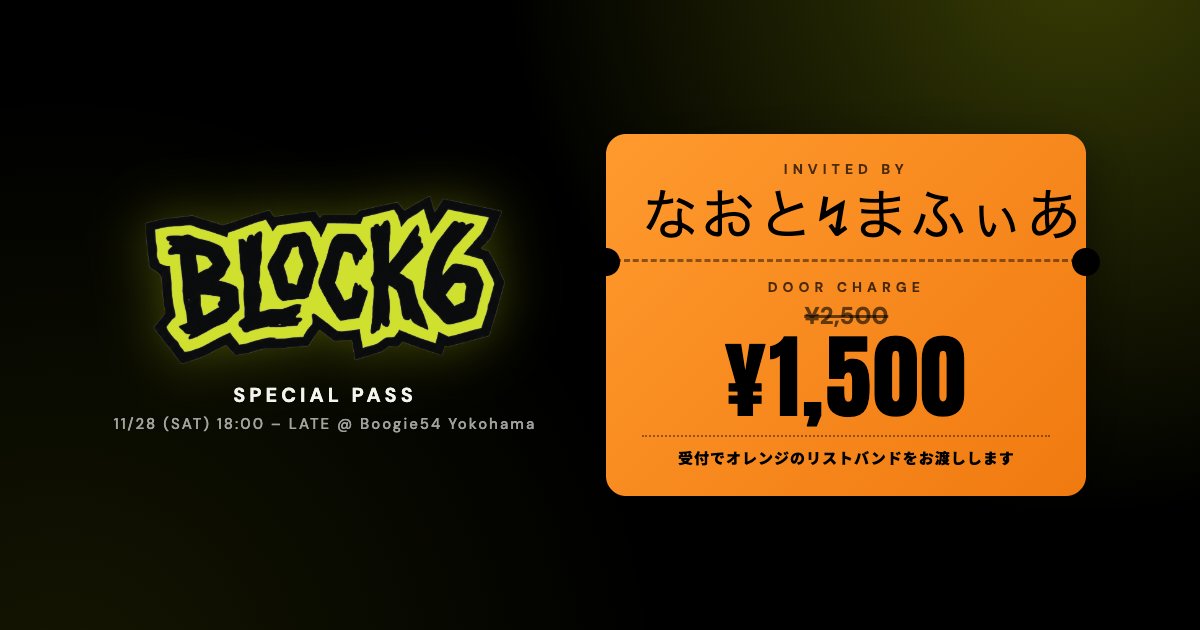 BLOCK6
SPECIAL PASS
11/28 (SAT) 18:00 – LATE @ Boogie54 Yokohama
INVITED BY
なおと↯まふぃあ
DOOR CHARGE
¥2,500
¥1,500
受付でオレンジのリストバンドをお渡しします